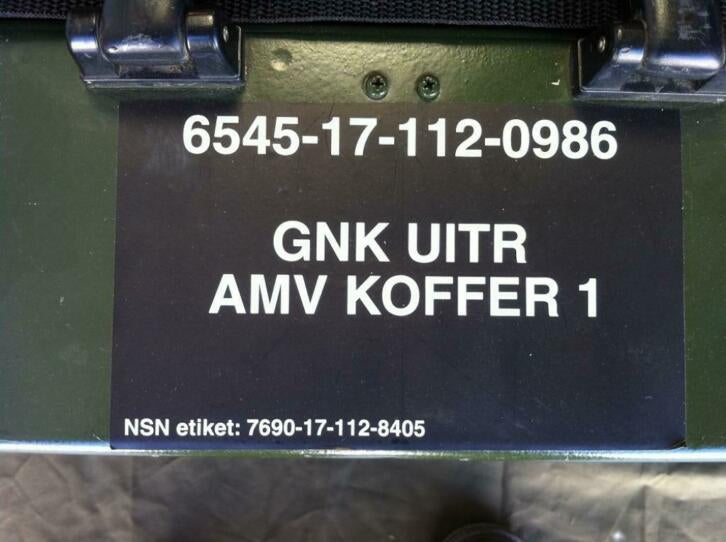 6545-17-112-0986
GNK UITR
AMV KOFFER 1
NSN etiket: 7690-17-112-8405